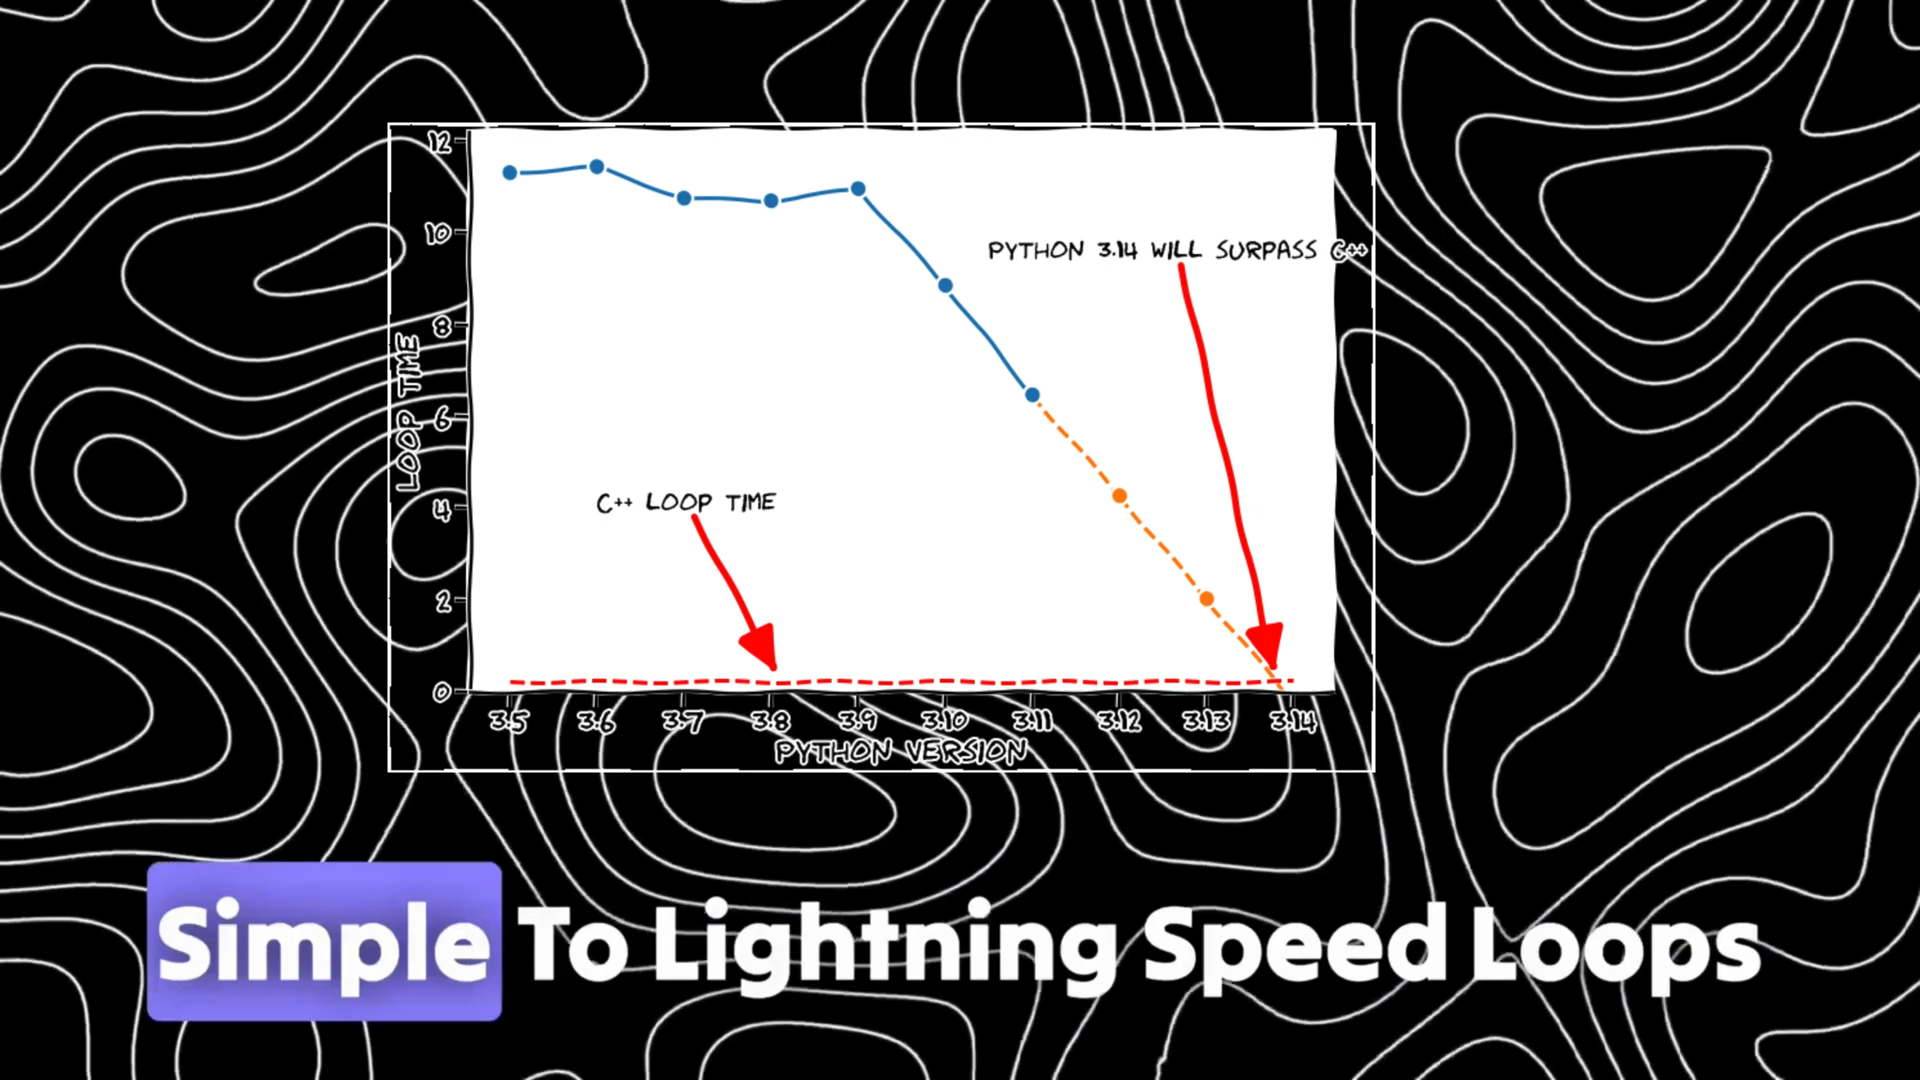 12
10
8
6
4
2
0
LOOP TIME
PYTHON 3.14 WILL SURPASS C++
C++ LOOP TIME
3.5 3.6 3.7 3.8 3.9 3.10 3.11 3.12 3.13 3.14
PYTHON VERSION
Simple To Lightning Speed Loops